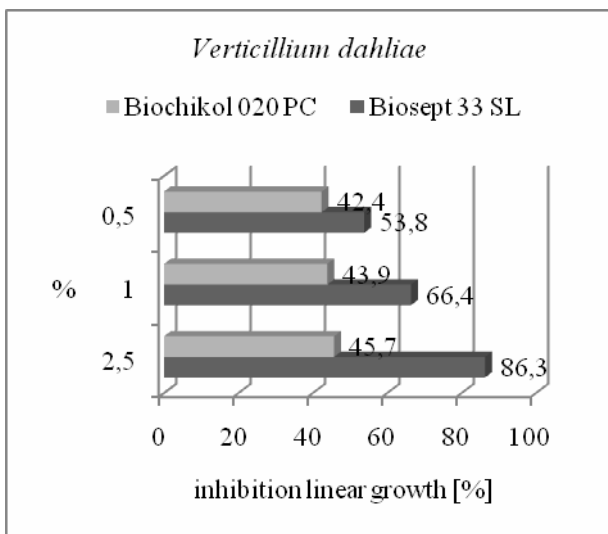 Verticillium dahliae
Biochikol 020 PC Biosept 33 SL
0,5 42,4
53,8
% 1 43,9
66,4
2,5 45,7
86,3
0 20 40 60 80 100
inhibition linear growth [%]